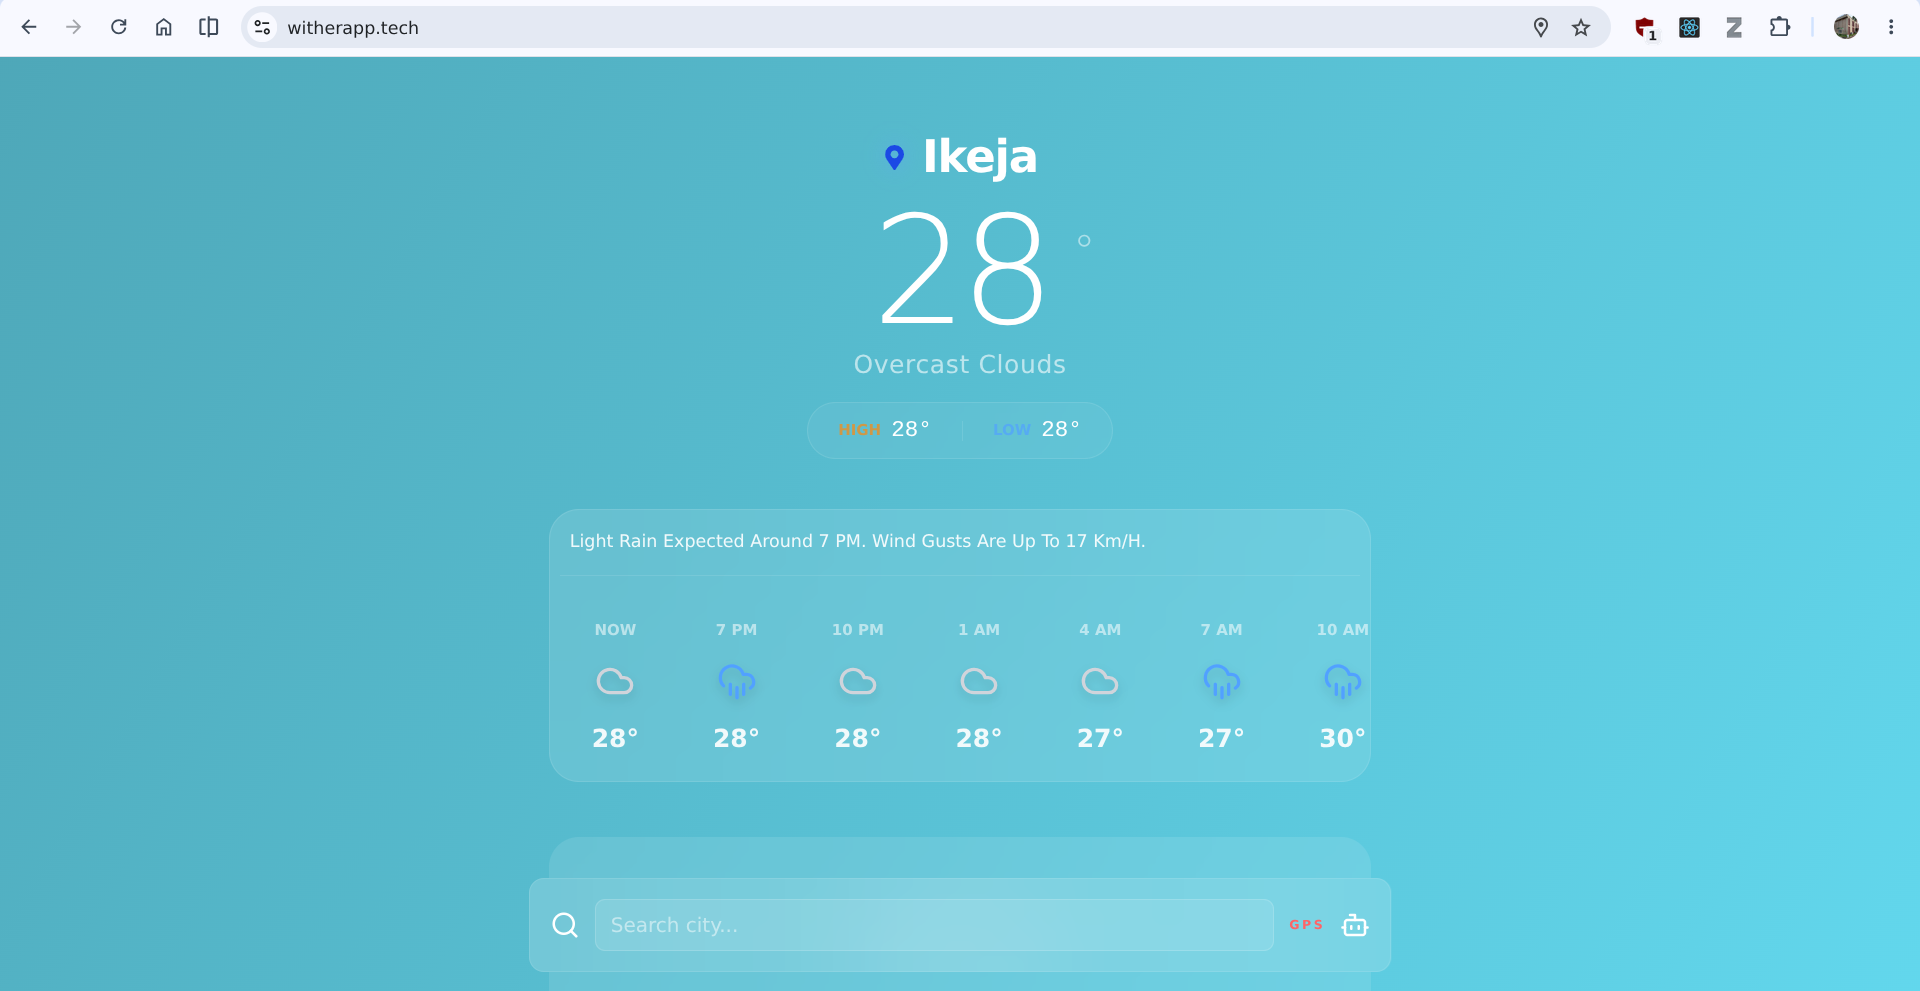 witherapp.tech
1
Ikeja
28°
Overcast Clouds
HIGH 28° LOW 28°
Light Rain Expected Around 7 PM. Wind Gusts Are Up To 17 Km/H.
NOW 7 PM 10 PM 1 AM 4 AM 7 AM 10 AM
28° 28° 28° 28° 27° 27° 30°
Search city... GPS